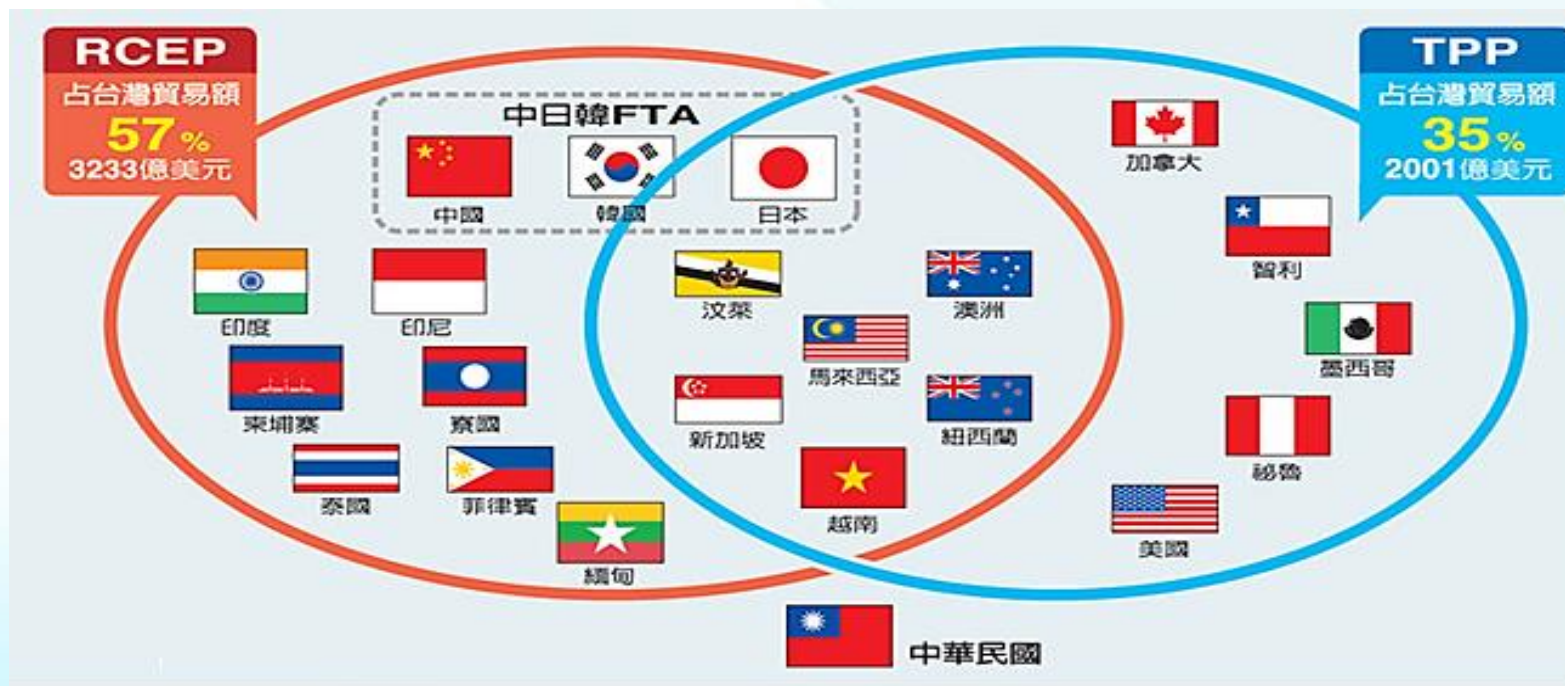 RCEP
占台灣貿易額
57%
3233億美元
TPP
占台灣貿易額
35%
2001億美元
中日韓FTA
中國
韓國
日本
加拿大
智利
印度
印尼
汶萊
澳洲
馬來西亞
墨西哥
柬埔寨
寮國
新加坡
紐西蘭
祕魯
泰國
菲律賓
越南
美國
緬甸
中華民國